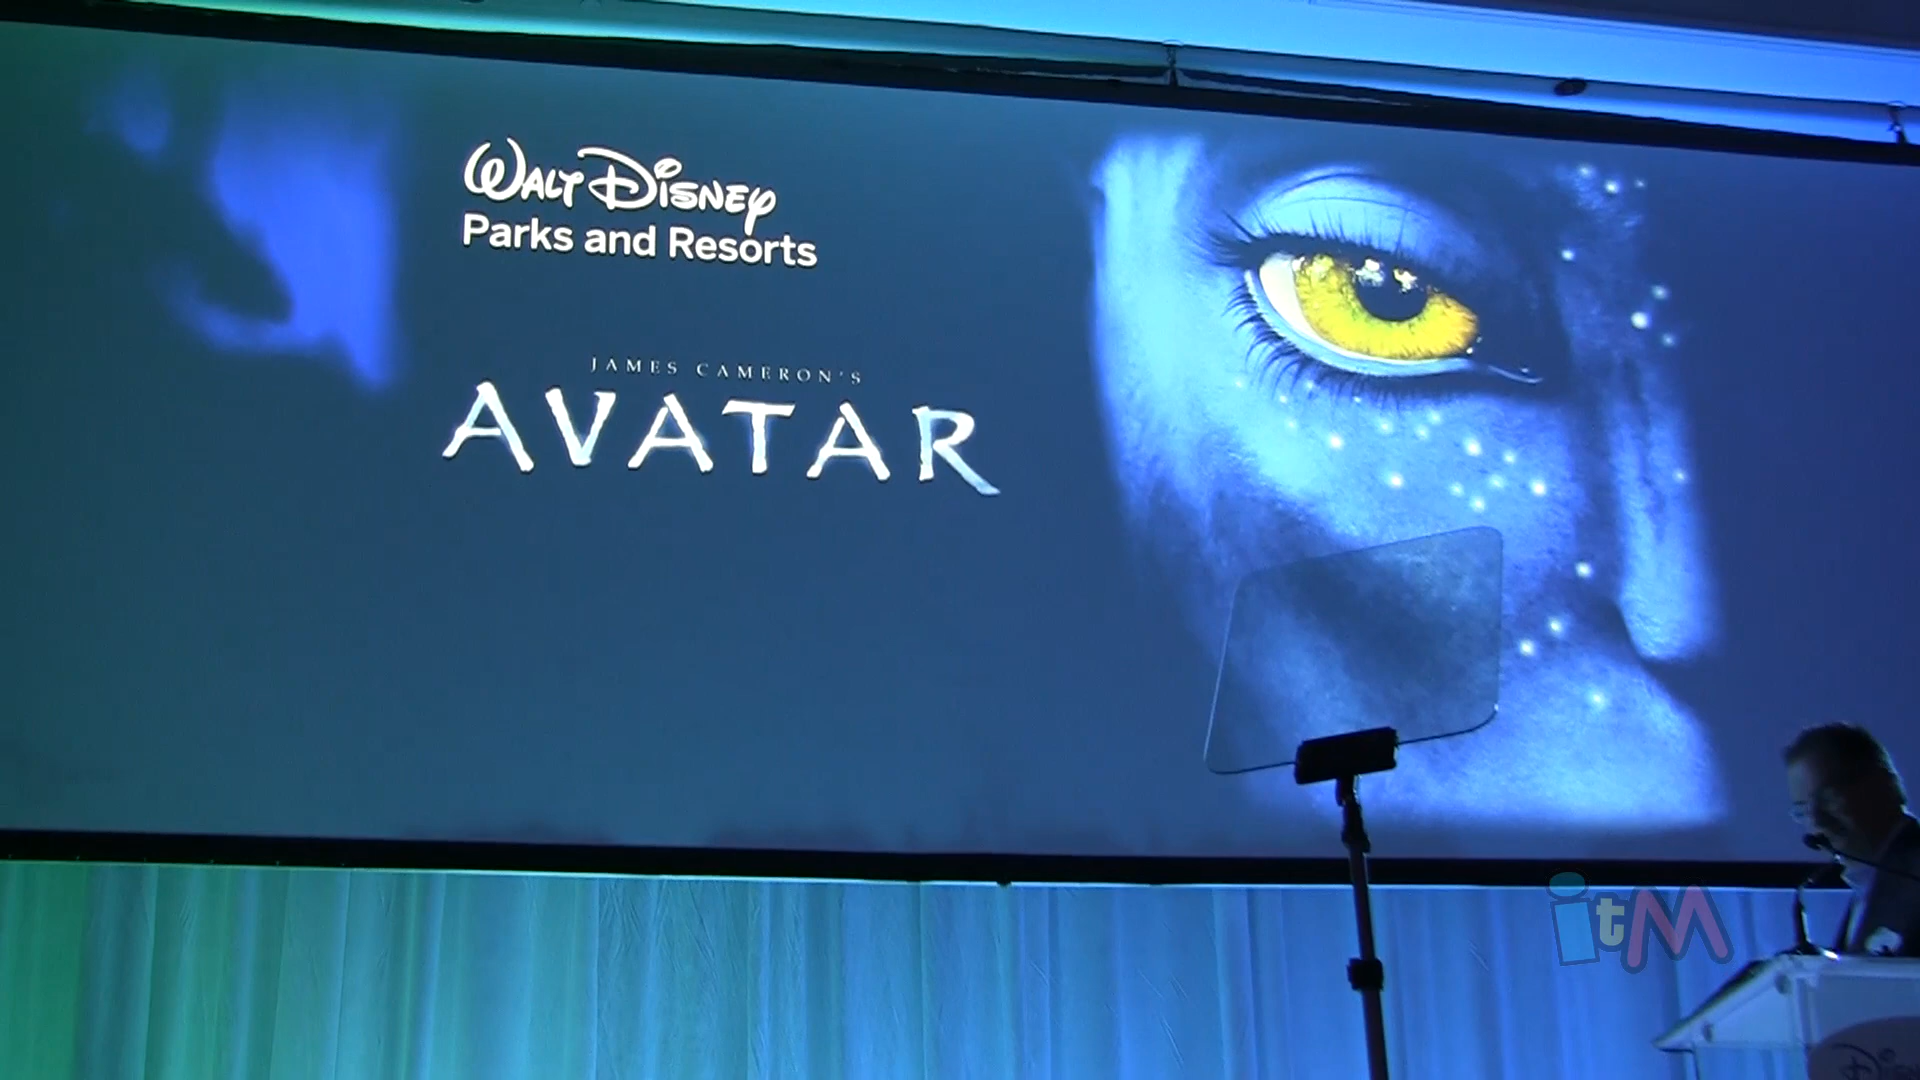 WALT DISNEY
Parks and Resorts
JAMES CAMERON'S
AVATAR
itM